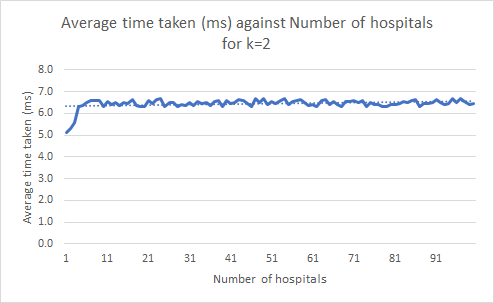 Average time taken (ms) against Number of hospitals
for k=2
8.0
7.0
6.0
5.0
4.0
3.0
2.0
1.0
0.0
Average time taken (ms)
1 11 21 31 41 51 61 71 81 91
Number of hospitals